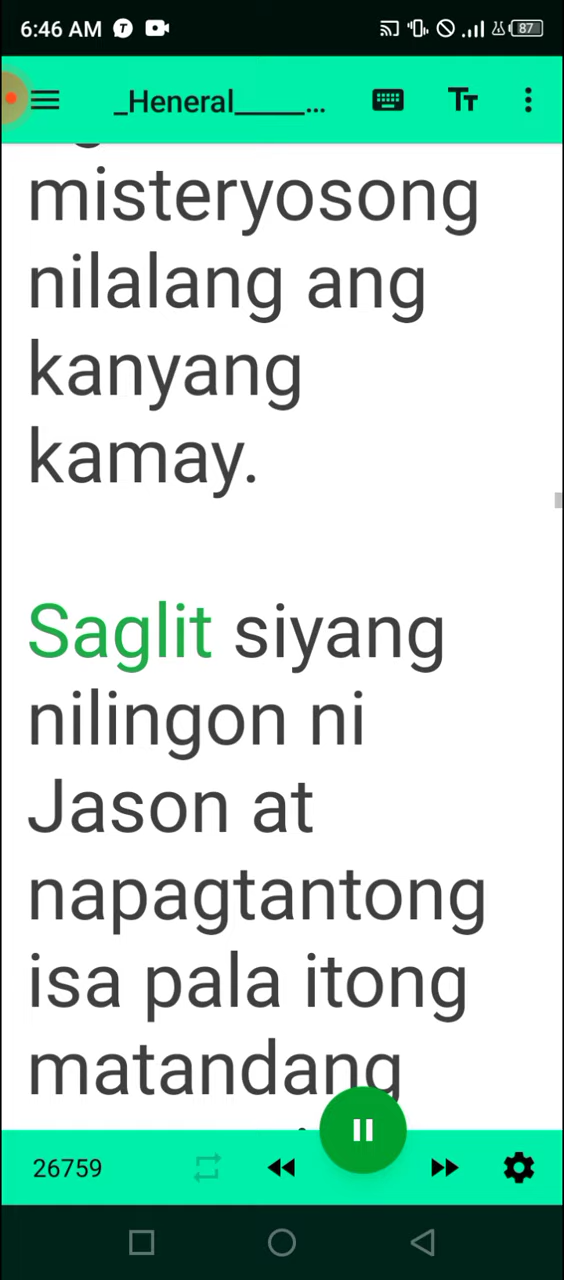 6:46 AM
87
_Heneral_____...
misteryosong
nilalang ang
kanyang
kamay.
Saglit siyang
nilingon ni
Jason at
napagtantong
isa pala itong
matandang
26759